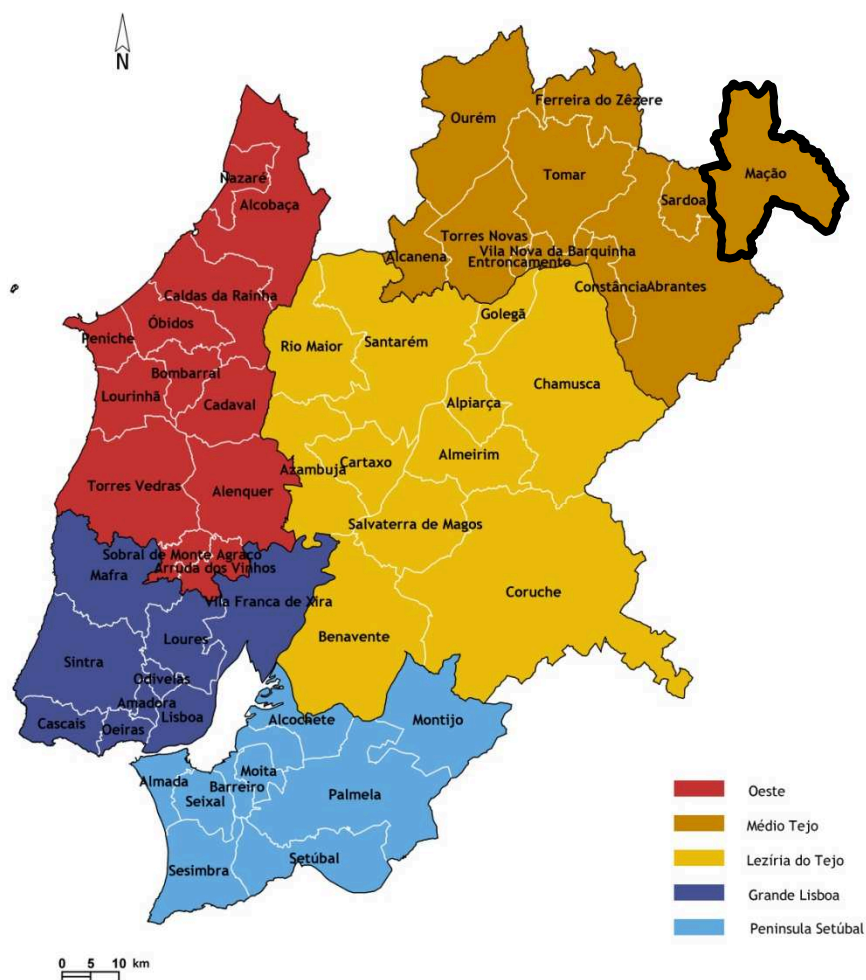 N
Ferreira do Zêzere
Ourém
Nazaré
Alcobaça
Tomar
Mação
Sardoa
Torres Novas
Vila Nova da Barquinha
Alcanena
Entroncamento
Constância
Abrantes
Caldas da Rainha
Óbidos
Peniche
Golegã
Rio Maior
Santarém
Bombarral
Lourinhã
Cadaval
Chamusca
Alpiarça
Almeirim
Azambuja
Cartaxo
Torres Vedras
Alenquer
Salvaterra de Magos
Sobral de Monte Agraço
Arruda dos Vinhos
Mafra
Vila Franca de Xira
Coruche
Loures
Benavente
Sintra
Odivelas
Amadora
Lisboa
Cascais
Oeiras
Alcochete
Montijo
Moita
Almada
Barreiro
Seixal
Palmela
Setúbal
Sesimbra
Oeste
Médio Tejo
Lezíria do Tejo
Grande Lisboa
Peninsula Setúbal
0 5 10 km